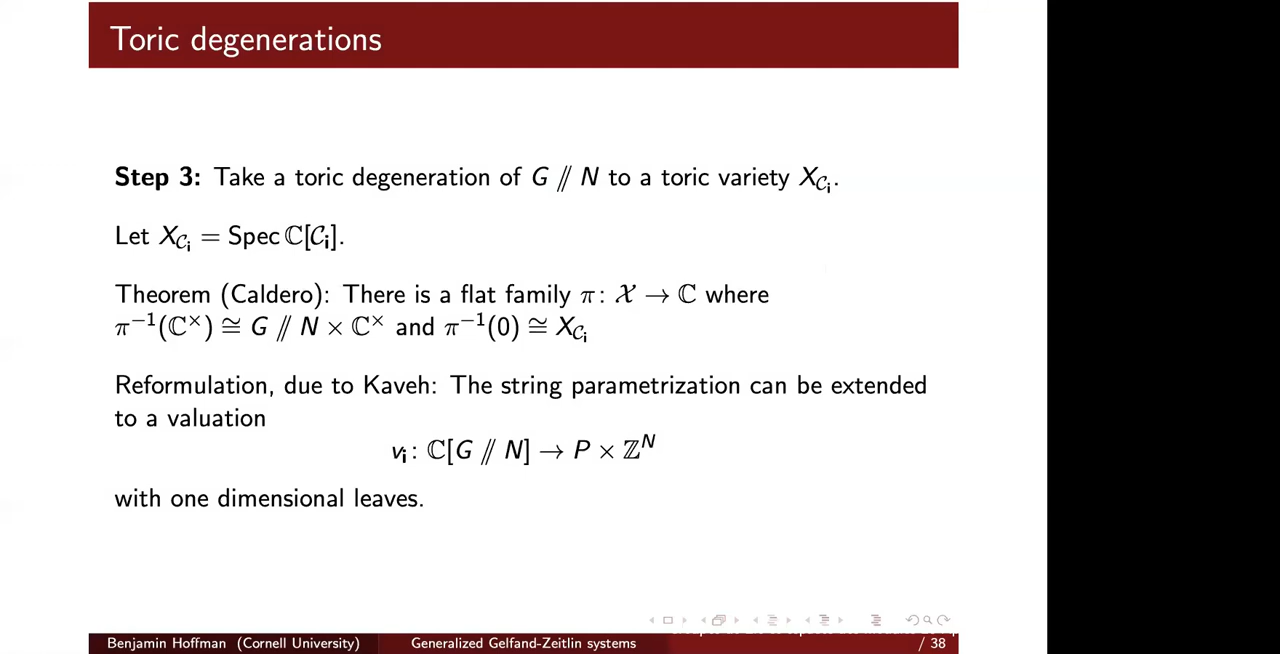 Toric degenerations
Step 3: Take a toric degeneration of G ⫽ N to a toric variety X_{𝒞_𝐢}.
Let X_{𝒞_𝐢} = Spec ℂ[𝒞_𝐢].
Theorem (Caldero): There is a flat family π: 𝒳 → ℂ where
π⁻¹(ℂ^×) ≅ G ⫽ N × ℂ^× and π⁻¹(0) ≅ X_{𝒞_𝐢}
Reformulation, due to Kaveh: The string parametrization can be extended
to a valuation
v_𝐢: ℂ[G ⫽ N] → P × ℤ^N
with one dimensional leaves.
Benjamin Hoffman (Cornell University)
Generalized Gelfand-Zeitlin systems
/ 38